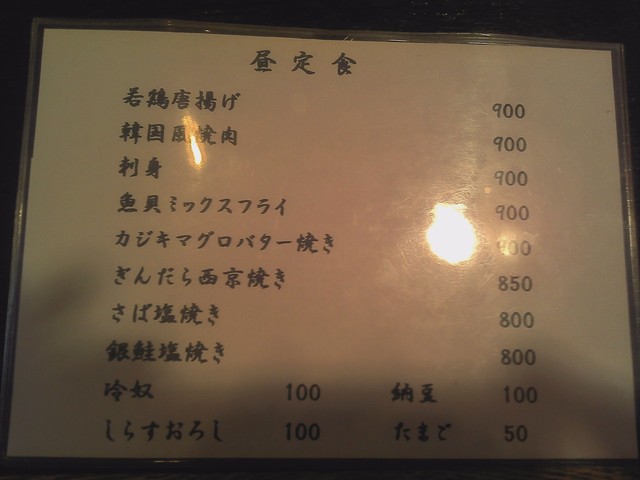 昼定食
若鶏唐揚げ 900
韓国風焼肉 900
刺身 900
魚貝ミックスフライ 900
カジキマグロバター焼き 900
ぎんだら西京焼き 850
さば塩焼き 800
銀鮭塩焼き 800
冷奴 100 納豆 100
しらすおろし 100 たまご 50